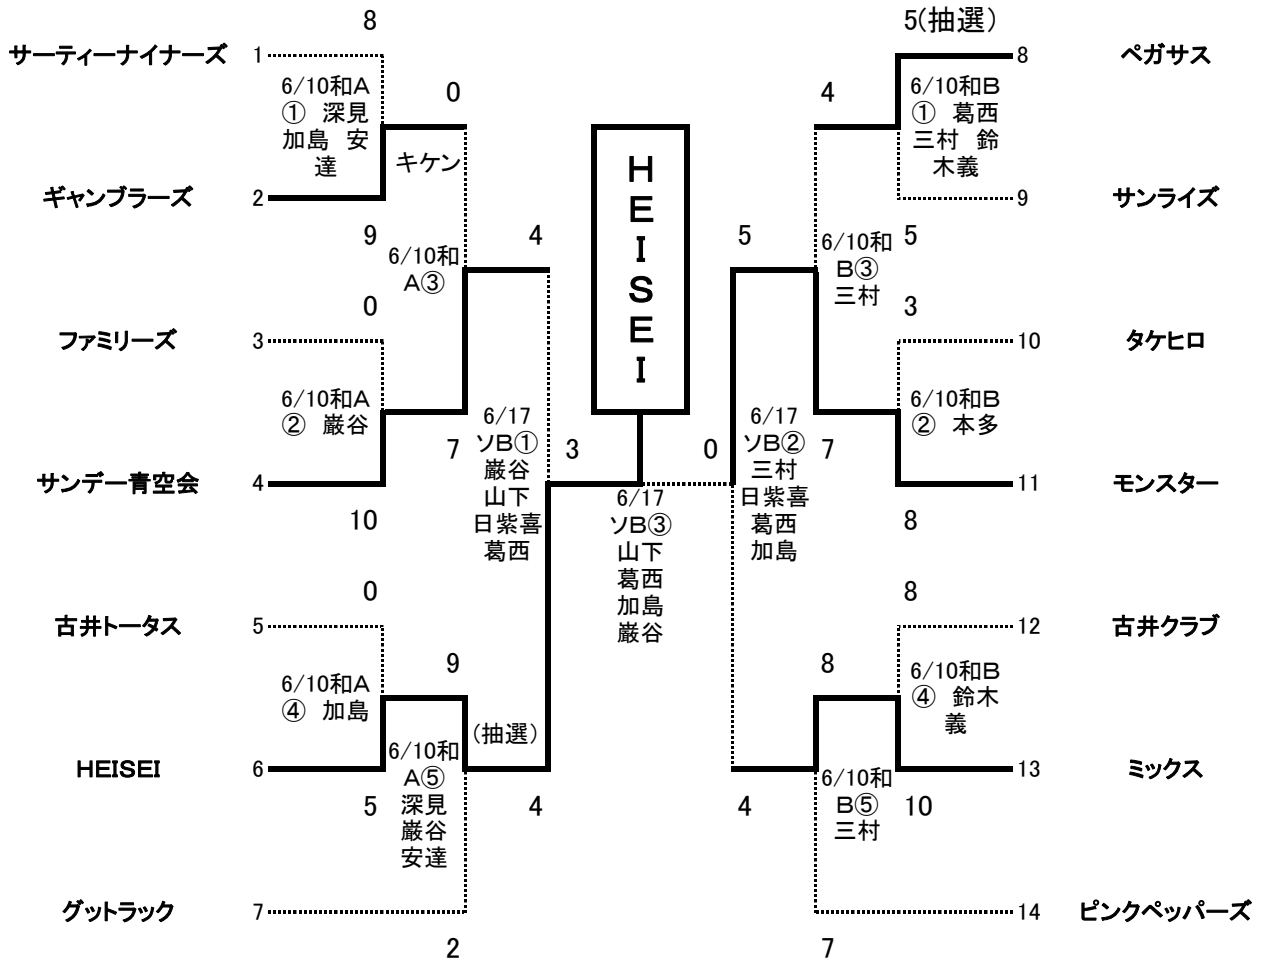 8
5(抽選)
サーティーナイナーズ 1
8 ペガサス
6/10和A
① 深見
加島 安
達
0
4
6/10和B
① 葛西
三村 鈴
木義
キケン
ギャンブラーズ 2
9 サンライズ
9
6/10和
A③
4
HEISEI
5
6/10和
B③
三村
5
0
3
ファミリーズ 3
10 タケヒロ
6/10和A
② 巌谷
6/10和B
② 本多
7
6/17
ソB①
巌谷
山下
日紫喜
葛西
3
0
6/17
ソB②
三村
日紫喜
葛西
加島
7
サンデー青空会 4
11 モンスター
10
6/17
ソB③
山下
葛西
加島
巌谷
8
0
8
古井トータス 5
12 古井クラブ
9
8
6/10和A
④ 加島
6/10和B
④ 鈴木
義
(抽選)
6/10和
A⑤
深見
巌谷
安達
6/10和
B⑤
三村
HEISEI 6
13 ミックス
5
4
4
10
グットラック 7
14 ピンクペッパーズ
2
7